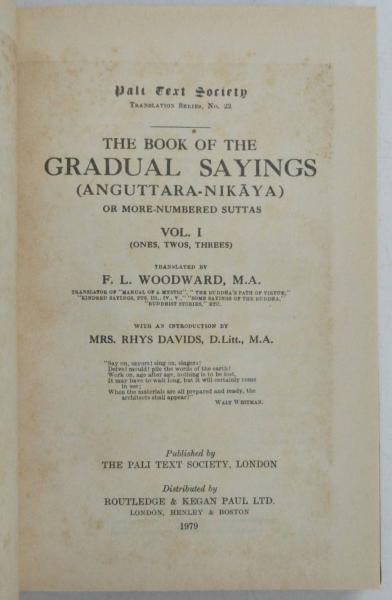 Pali Text Society
Translation Series, No. 22
THE BOOK OF THE
GRADUAL SAYINGS
(ANGUTTARA-NIKĀYA)
OR MORE-NUMBERED SUTTAS
VOL. I
(ONES, TWOS, THREES)
TRANSLATED BY
F. L. WOODWARD, M.A.
TRANSLATOR OF "MANUAL OF A MYSTIC", "THE BUDDHA'S PATH OF VIRTUE,"
"KINDRED SAYINGS, PTS. III., IV., V.," "SOME SAYINGS OF THE BUDDHA,"
"BUDDHIST STORIES," ETC.
WITH AN INTRODUCTION BY
MRS. RHYS DAVIDS, D.Litt., M.A.
"Say on, sayers! sing on, singers!
Delve! mould! pile the words of the earth!
Work on, age after age, nothing is to be lost,
It may have to wait long, but it will certainly come
in use;
When the materials are all prepared and ready, the
architects shall appear!"
Walt Whitman.
Published by
THE PALI TEXT SOCIETY, LONDON
Distributed by
ROUTLEDGE & KEGAN PAUL LTD.
LONDON, HENLEY & BOSTON
1979